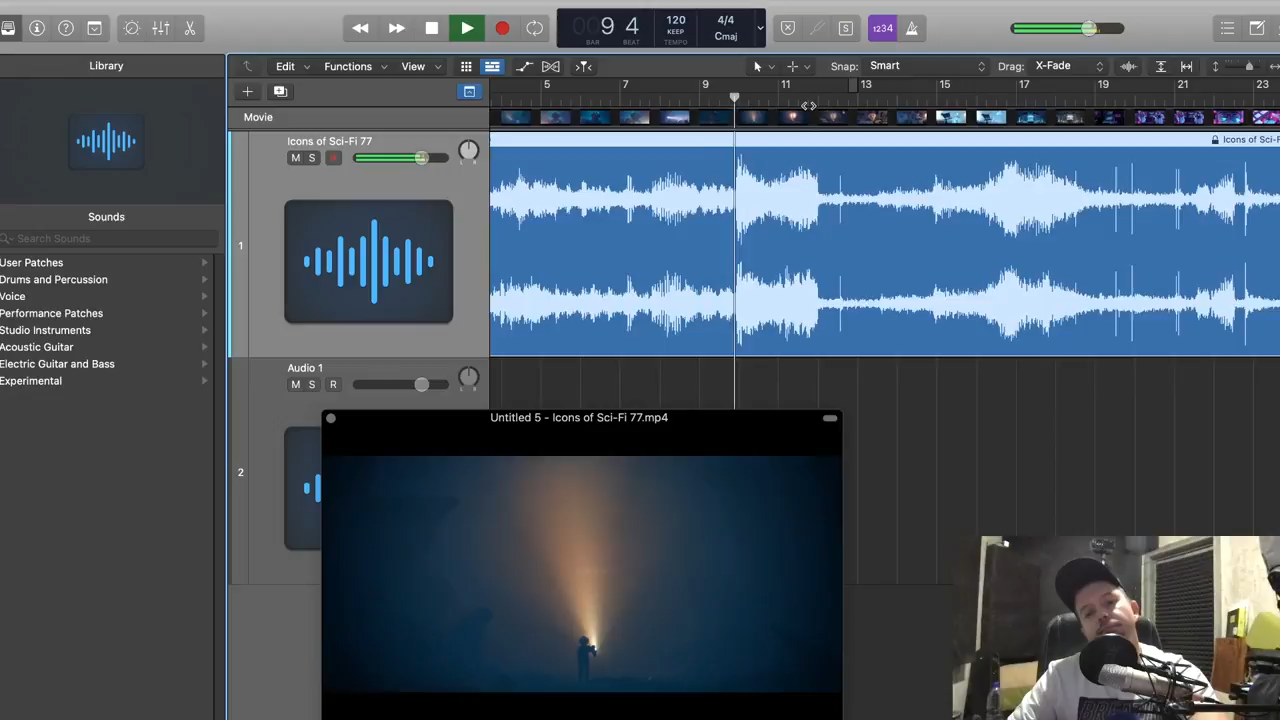 9 4
BAR BEAT
120
KEEP
TEMPO
4/4
Cmaj
S
1234
Library
Edit
Functions
View
Snap: Smart
Drag: X-Fade
5
7
9
11
13
15
17
19
21
23
Movie
Icons of Sci-Fi 77
M S
Icons of Sci-F
1
Sounds
Search Sounds
User Patches
Drums and Percussion
Voice
Performance Patches
Studio Instruments
Acoustic Guitar
Electric Guitar and Bass
Experimental
Audio 1
M S R
L R
2
Untitled 5 - Icons of Sci-Fi 77.mp4